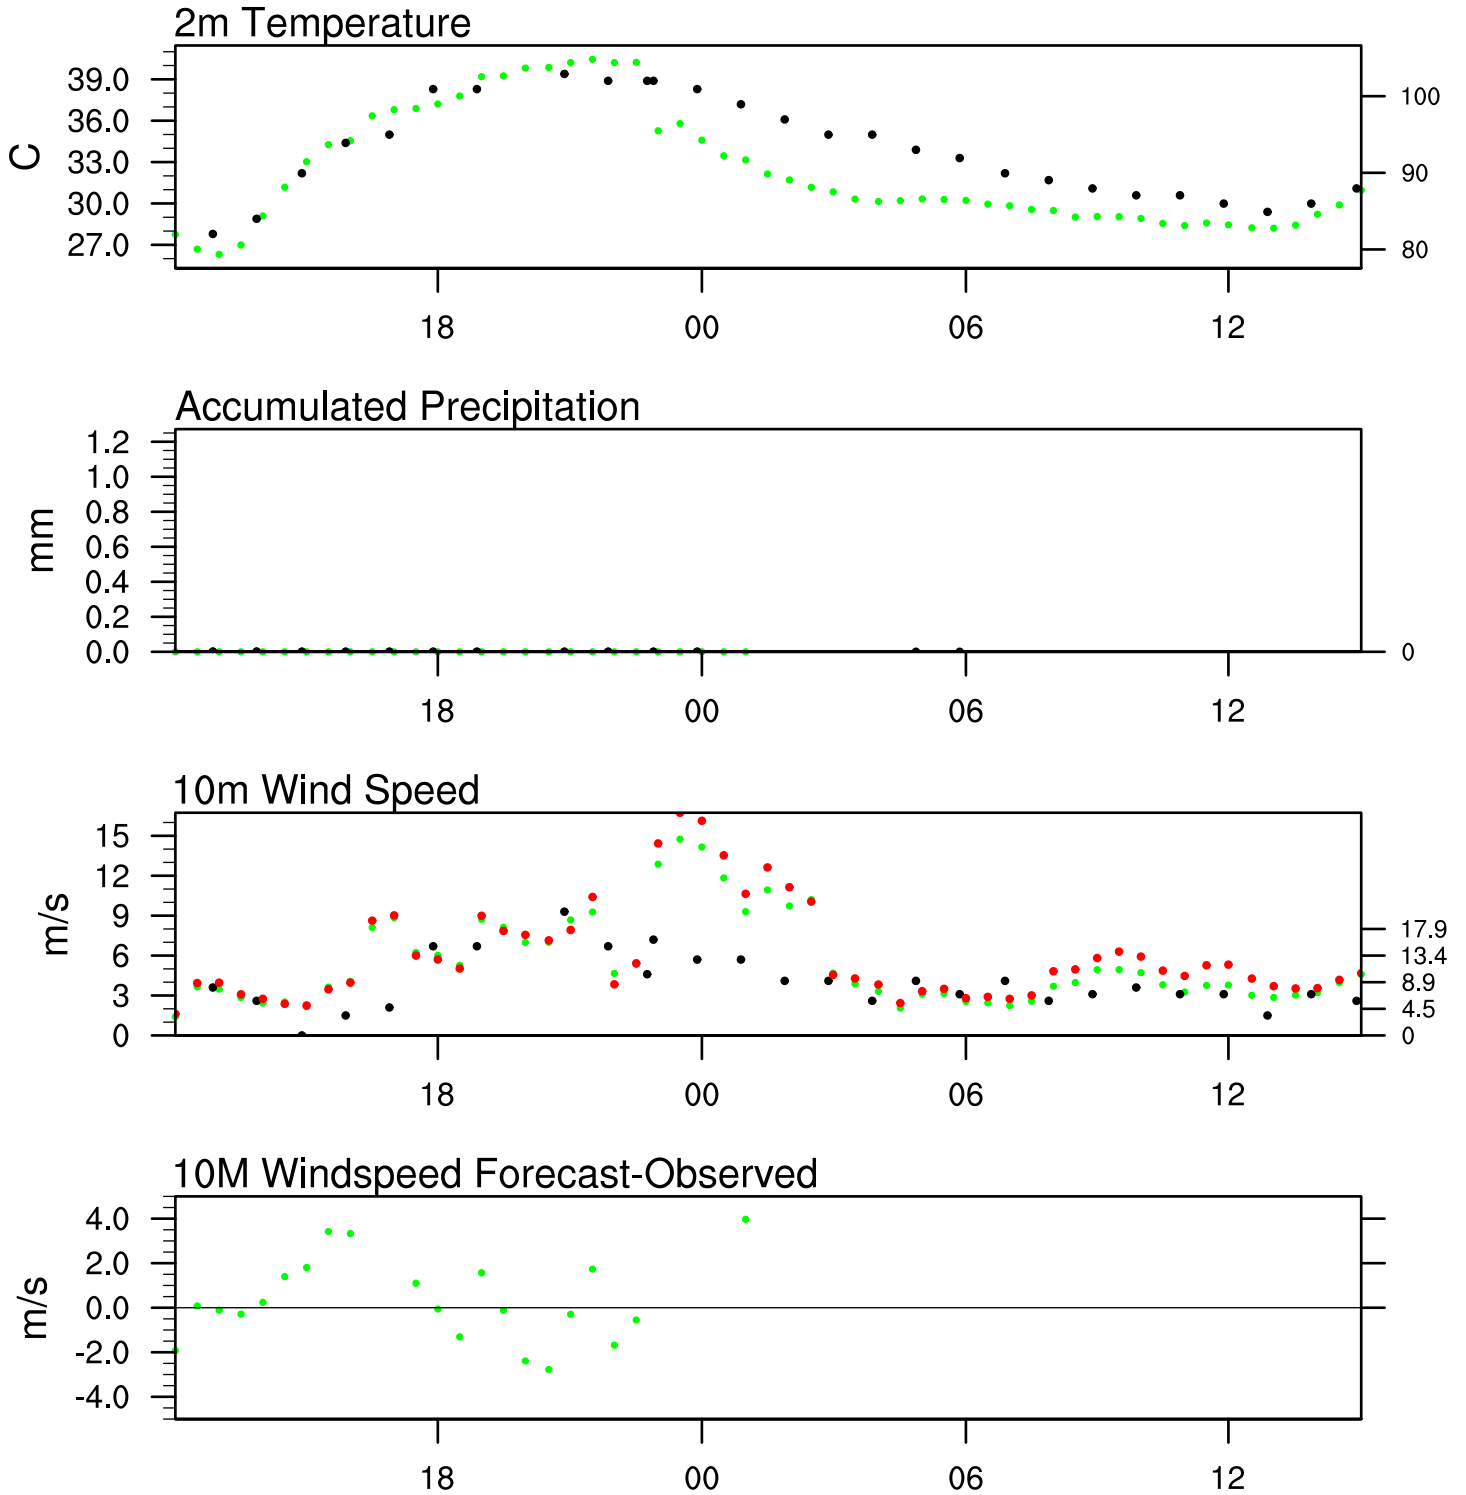 2m Temperature
39.0
36.0
33.0
30.0
27.0
C
100
90
80
18 00 06 12
Accumulated Precipitation
1.2
1.0
0.8
0.6
0.4
0.2
0.0
mm
0
18 00 06 12
10m Wind Speed
15
12
9
6
3
0
m/s
17.9
13.4
8.9
4.5
0
18 00 06 12
10M Windspeed Forecast-Observed
4.0
2.0
0.0
-2.0
-4.0
m/s
18 00 06 12